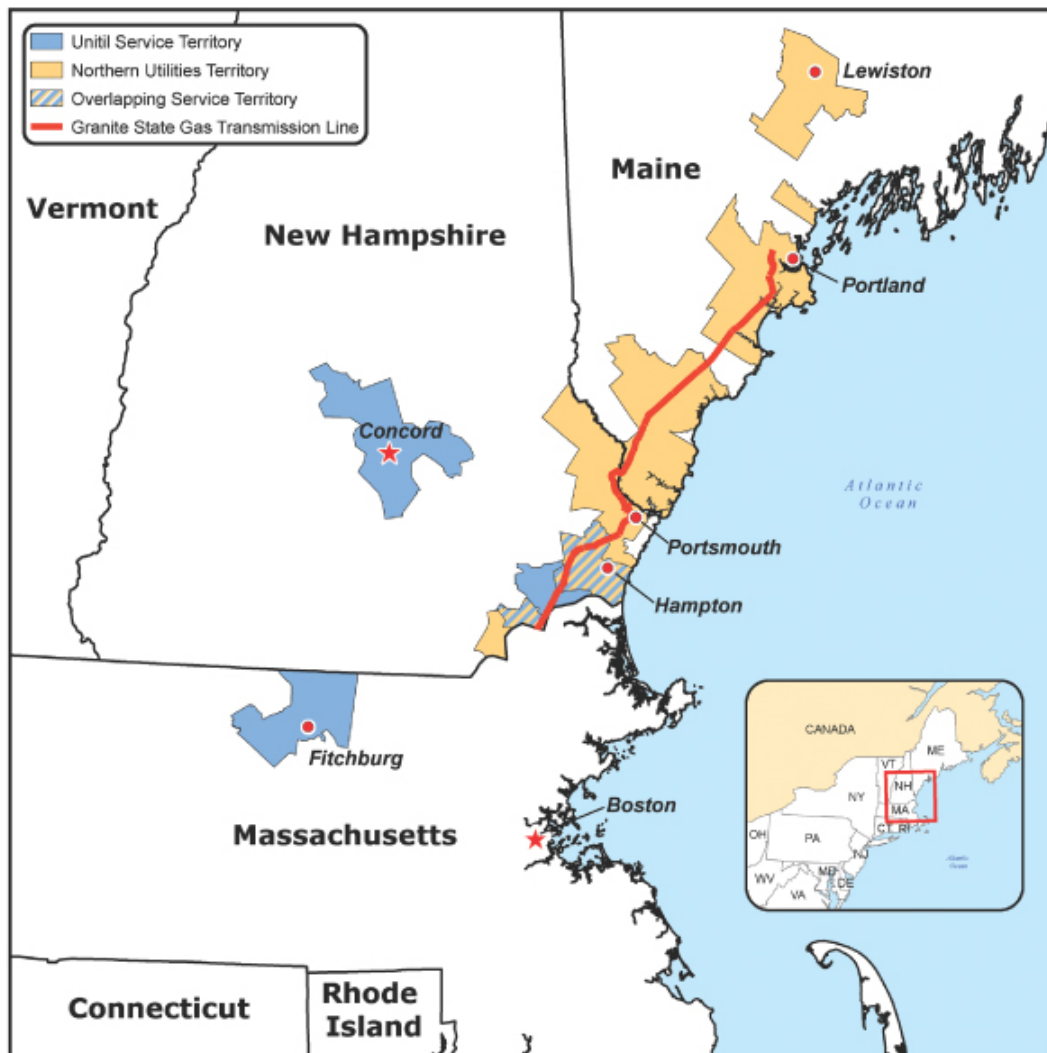 Unitil Service Territory
Northern Utilities Territory
Overlapping Service Territory
Granite State Gas Transmission Line
Lewiston
Maine
Vermont
New Hampshire
Portland
Concord
Atlantic
Ocean
Portsmouth
Hampton
Fitchburg
Boston
Massachusetts
Connecticut
Rhode
Island
CANADA
ME
VT
NH
NY
MA
CT
RI
OH
PA
NJ
MD
DE
WV
VA
Atlantic
Ocean